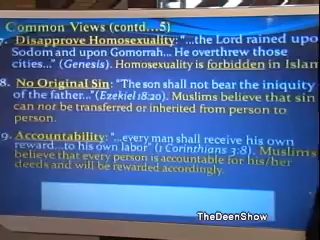 Common Views (contd…5)
7. Disapprove Homosexuality: "…the Lord rained upo
Sodom and upon Gomorrah… He overthrew those
cities…" (Genesis). Homosexuality is forbidden in Islam
8. No Original Sin: "The son shall not bear the iniquity
of the father…"(Ezekiel 18:20). Muslims believe that sin
can not be transferred or inherited from person to
person.
9. Accountability: "…every man shall receive his own
reward…to his own labor" (1 Corinthians 3:8). Muslims
believe that every person is accountable for his/her
deeds and will be rewarded accordingly.
TheDeenShow